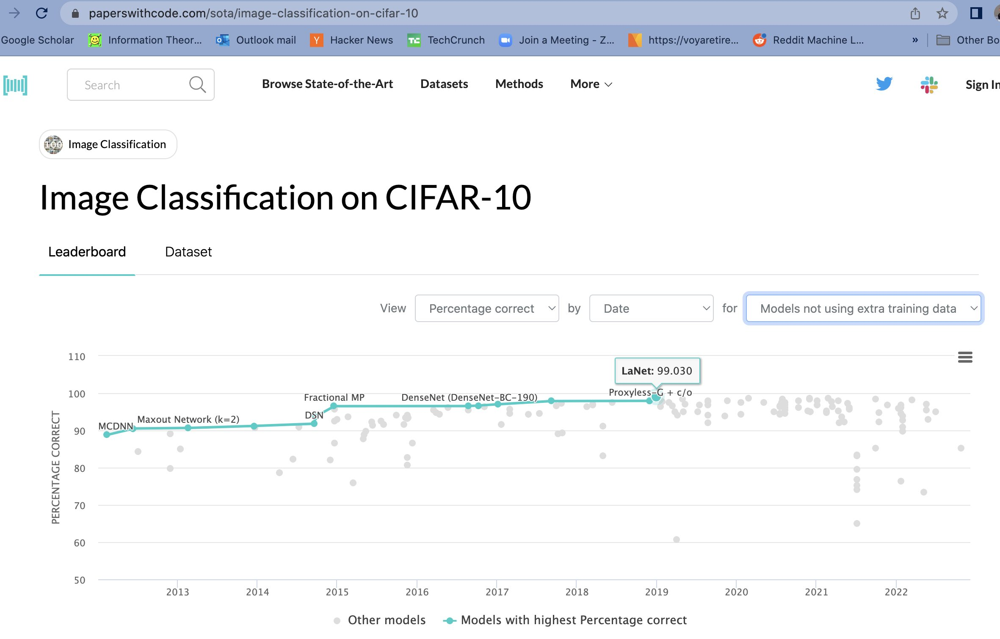 paperswithcode.com/sota/image-classification-on-cifar-10
Google Scholar Information Theor... Outlook mail Y Hacker News TC TechCrunch Join a Meeting - Z... https://voyaretire... Reddit Machine L... » Other Bo
Search Browse State-of-the-Art Datasets Methods More Sign In
Image Classification
Image Classification on CIFAR-10
Leaderboard Dataset
View Percentage correct by Date for Models not using extra training data
PERCENTAGE CORRECT
110
100
90
80
70
60
50
LaNet: 99.030
Proxyless-G + c/o
Fractional MP
DenseNet (DenseNet-BC-190)
DSN
Maxout Network (k=2)
MCDNN
2013 2014 2015 2016 2017 2018 2019 2020 2021 2022
Other models Models with highest Percentage correct